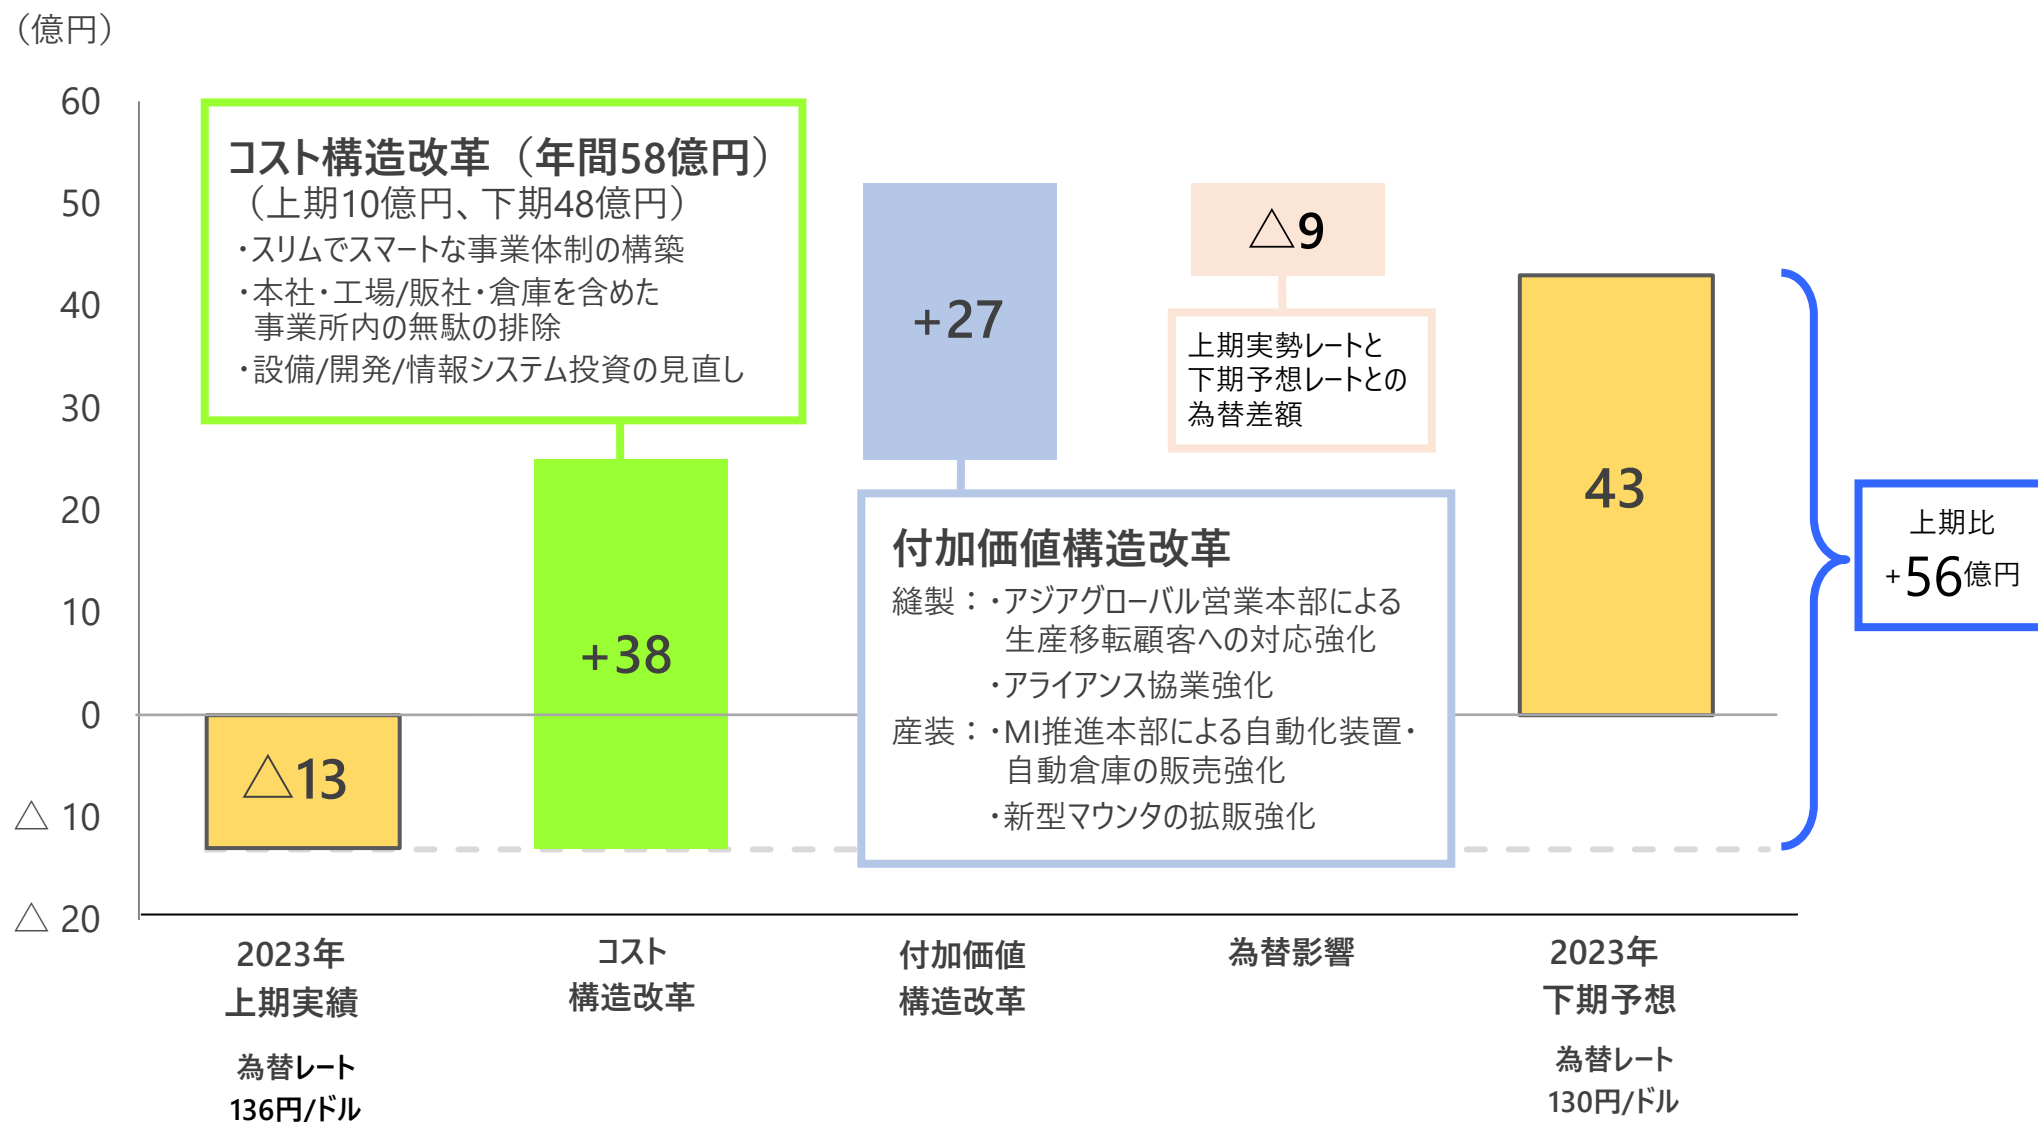 （億円）
60
50
40
30
20
10
0
△ 10
△ 20
コスト構造改革（年間58億円）
（上期10億円、下期48億円）
・スリムでスマートな事業体制の構築
・本社・工場/販社・倉庫を含めた
事業所内の無駄の排除
・設備/開発/情報システム投資の見直し
△13
+38
+27
△9
上期実勢レートと
下期予想レートとの
為替差額
付加価値構造改革
縫製：・アジアグローバル営業本部による
生産移転顧客への対応強化
・アライアンス協業強化
産装：・MI推進本部による自動化装置・
自動倉庫の販売強化
・新型マウンタの拡販強化
43
上期比
+56億円
2023年
上期実績
為替レート
136円/ドル
コスト
構造改革
付加価値
構造改革
為替影響
2023年
下期予想
為替レート
130円/ドル